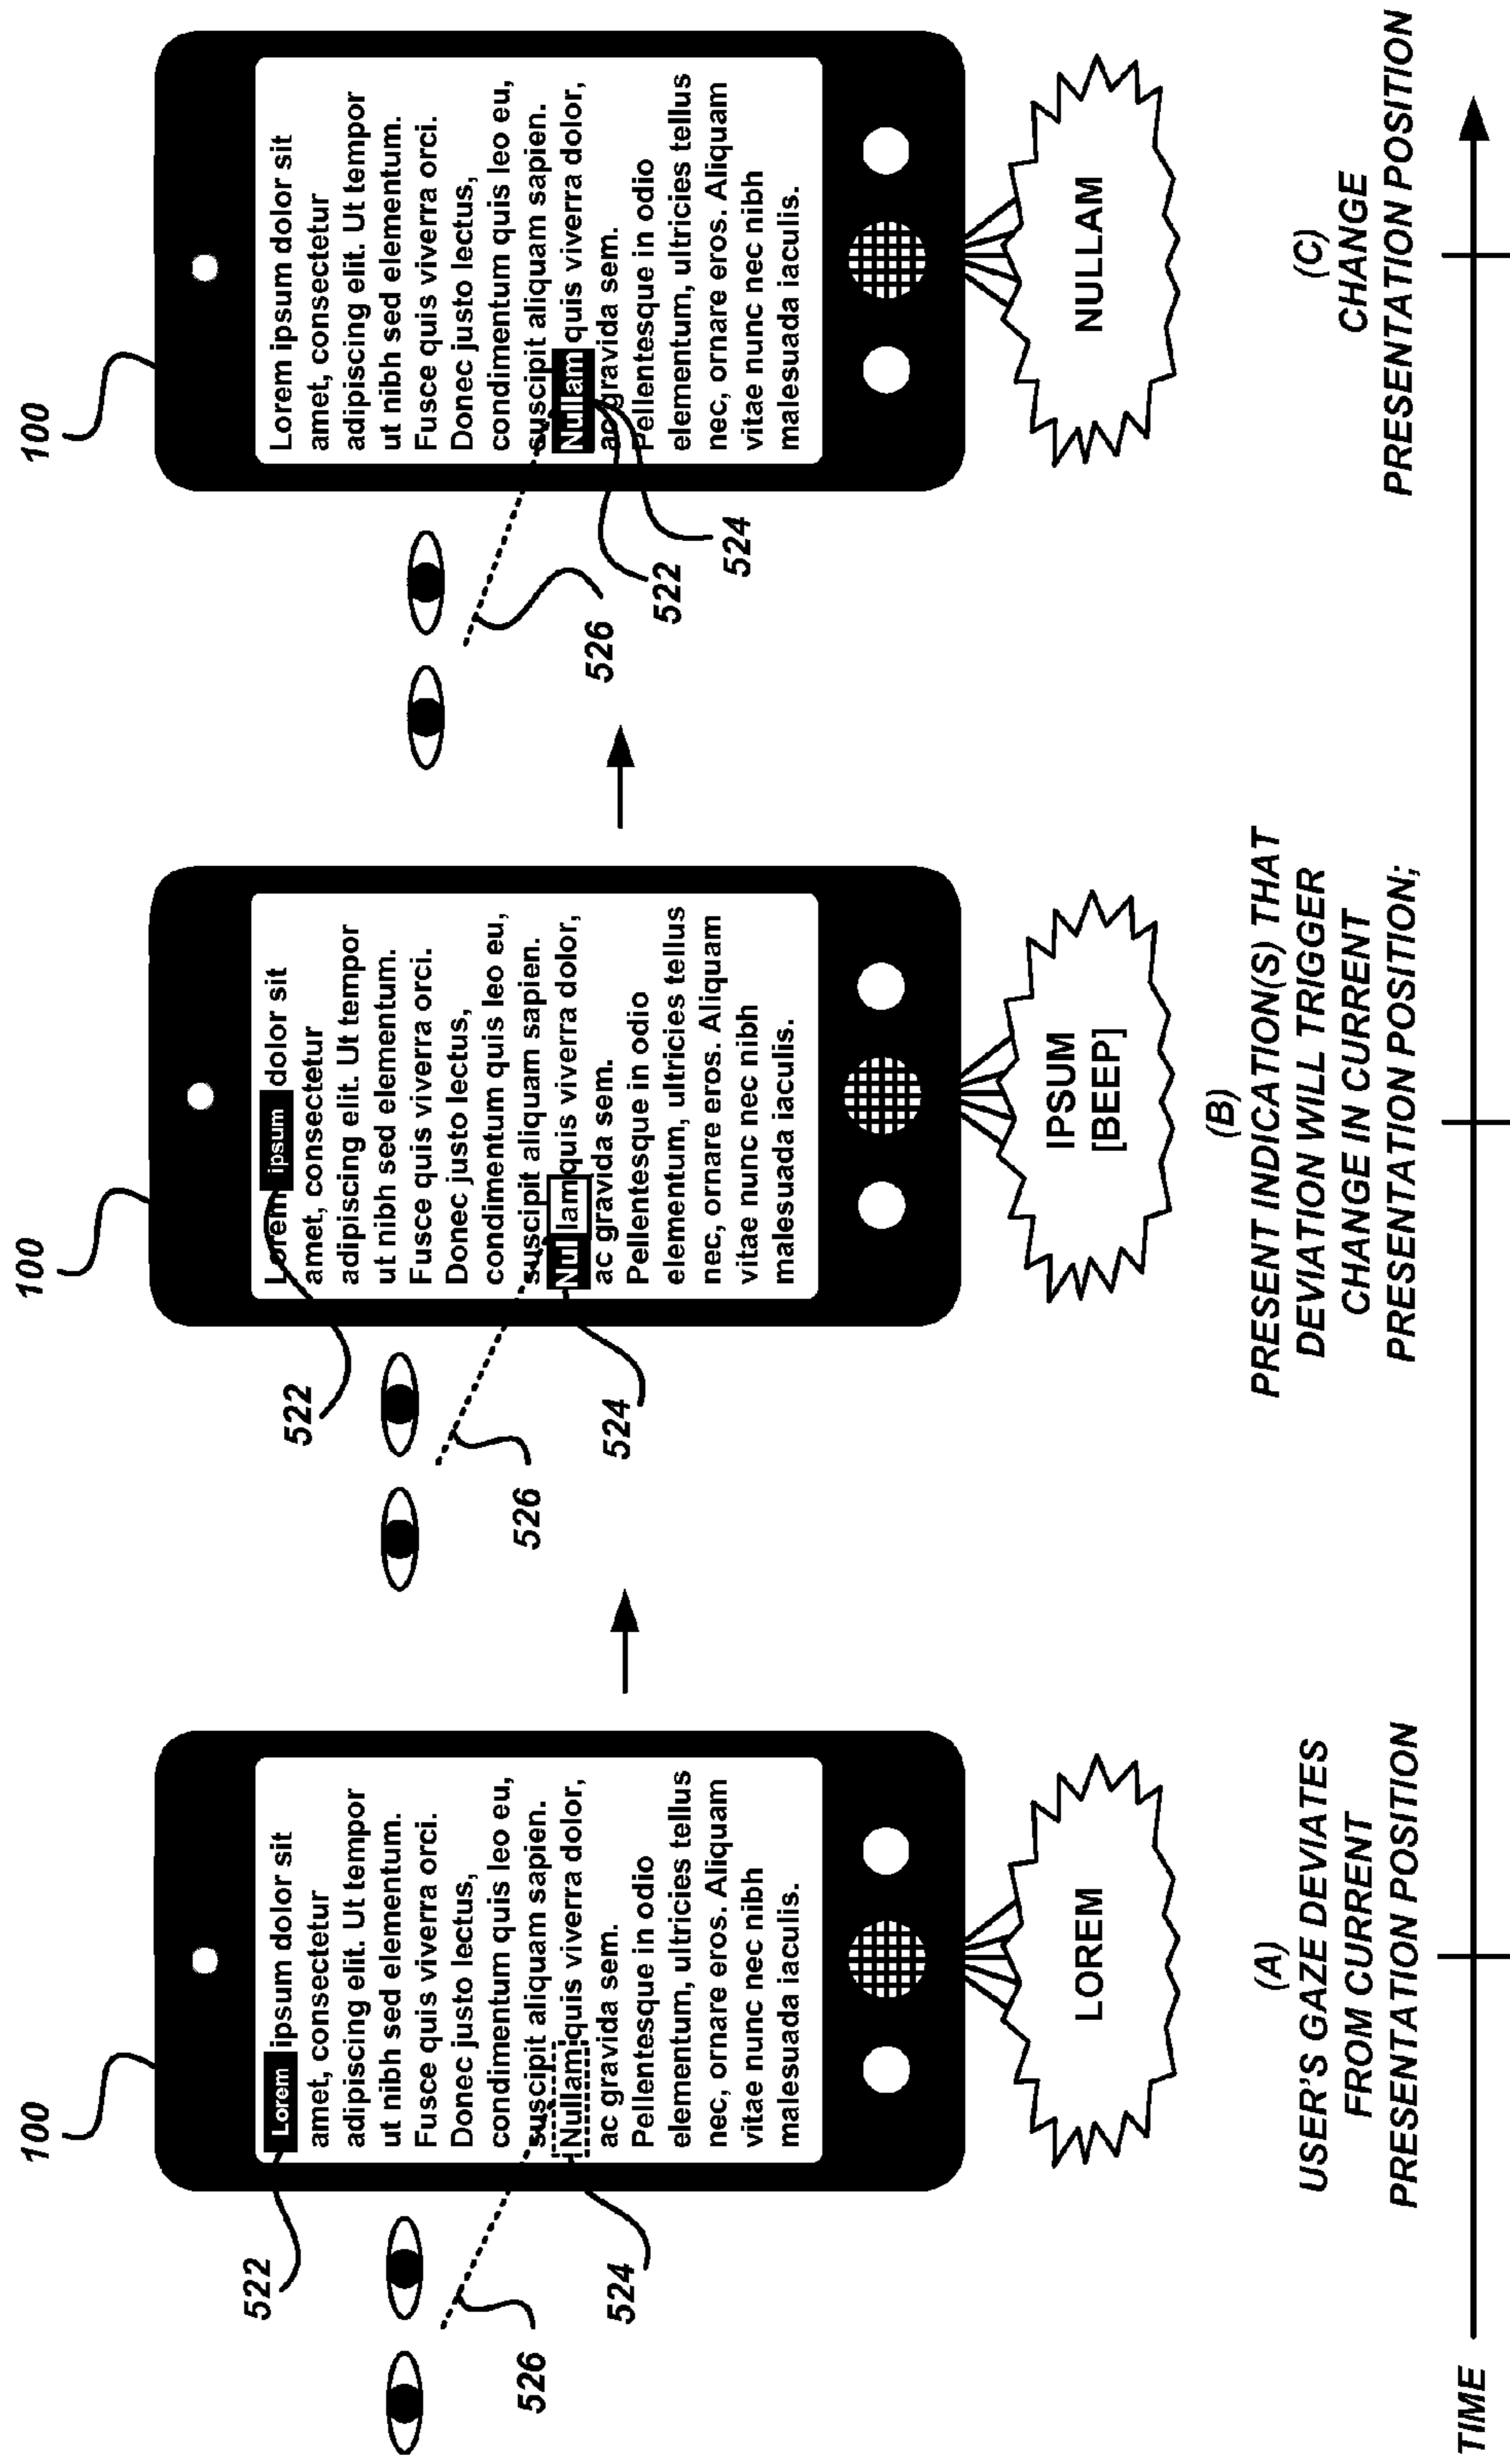 100
Lorem ipsum dolor sit
amet, consectetur
adipiscing elit. Ut tempor
ut nibh sed elementum.
Fusce quis viverra orci.
Donec justo lectus,
condimentum quis leo eu,
suscipit aliquam sapien.
Nullam quis viverra dolor,
ac gravida sem.
Pellentesque in odio
elementum, ultricies tellus
nec, ornare eros. Aliquam
vitae nunc nec nibh
malesuada iaculis.
522
526
524
LOREM
(A)
USER'S GAZE DEVIATES
FROM CURRENT
PRESENTATION POSITION
100
Lorem ipsum dolor sit
amet, consectetur
adipiscing elit. Ut tempor
ut nibh sed elementum.
Fusce quis viverra orci.
Donec justo lectus,
condimentum quis leo eu,
suscipit aliquam sapien.
Nullam quis viverra dolor,
ac gravida sem.
Pellentesque in odio
elementum, ultricies tellus
nec, ornare eros. Aliquam
vitae nunc nec nibh
malesuada iaculis.
522
526
524
IPSUM
[BEEP]
(B)
PRESENT INDICATION(S) THAT
DEVIATION WILL TRIGGER
CHANGE IN CURRENT
PRESENTATION POSITION;
100
Lorem ipsum dolor sit
amet, consectetur
adipiscing elit. Ut tempor
ut nibh sed elementum.
Fusce quis viverra orci.
Donec justo lectus,
condimentum quis leo eu,
suscipit aliquam sapien.
Nullam quis viverra dolor,
ac gravida sem.
Pellentesque in odio
elementum, ultricies tellus
nec, ornare eros. Aliquam
vitae nunc nec nibh
malesuada iaculis.
526
522
524
NULLAM
(C)
CHANGE
PRESENTATION POSITION
TIME